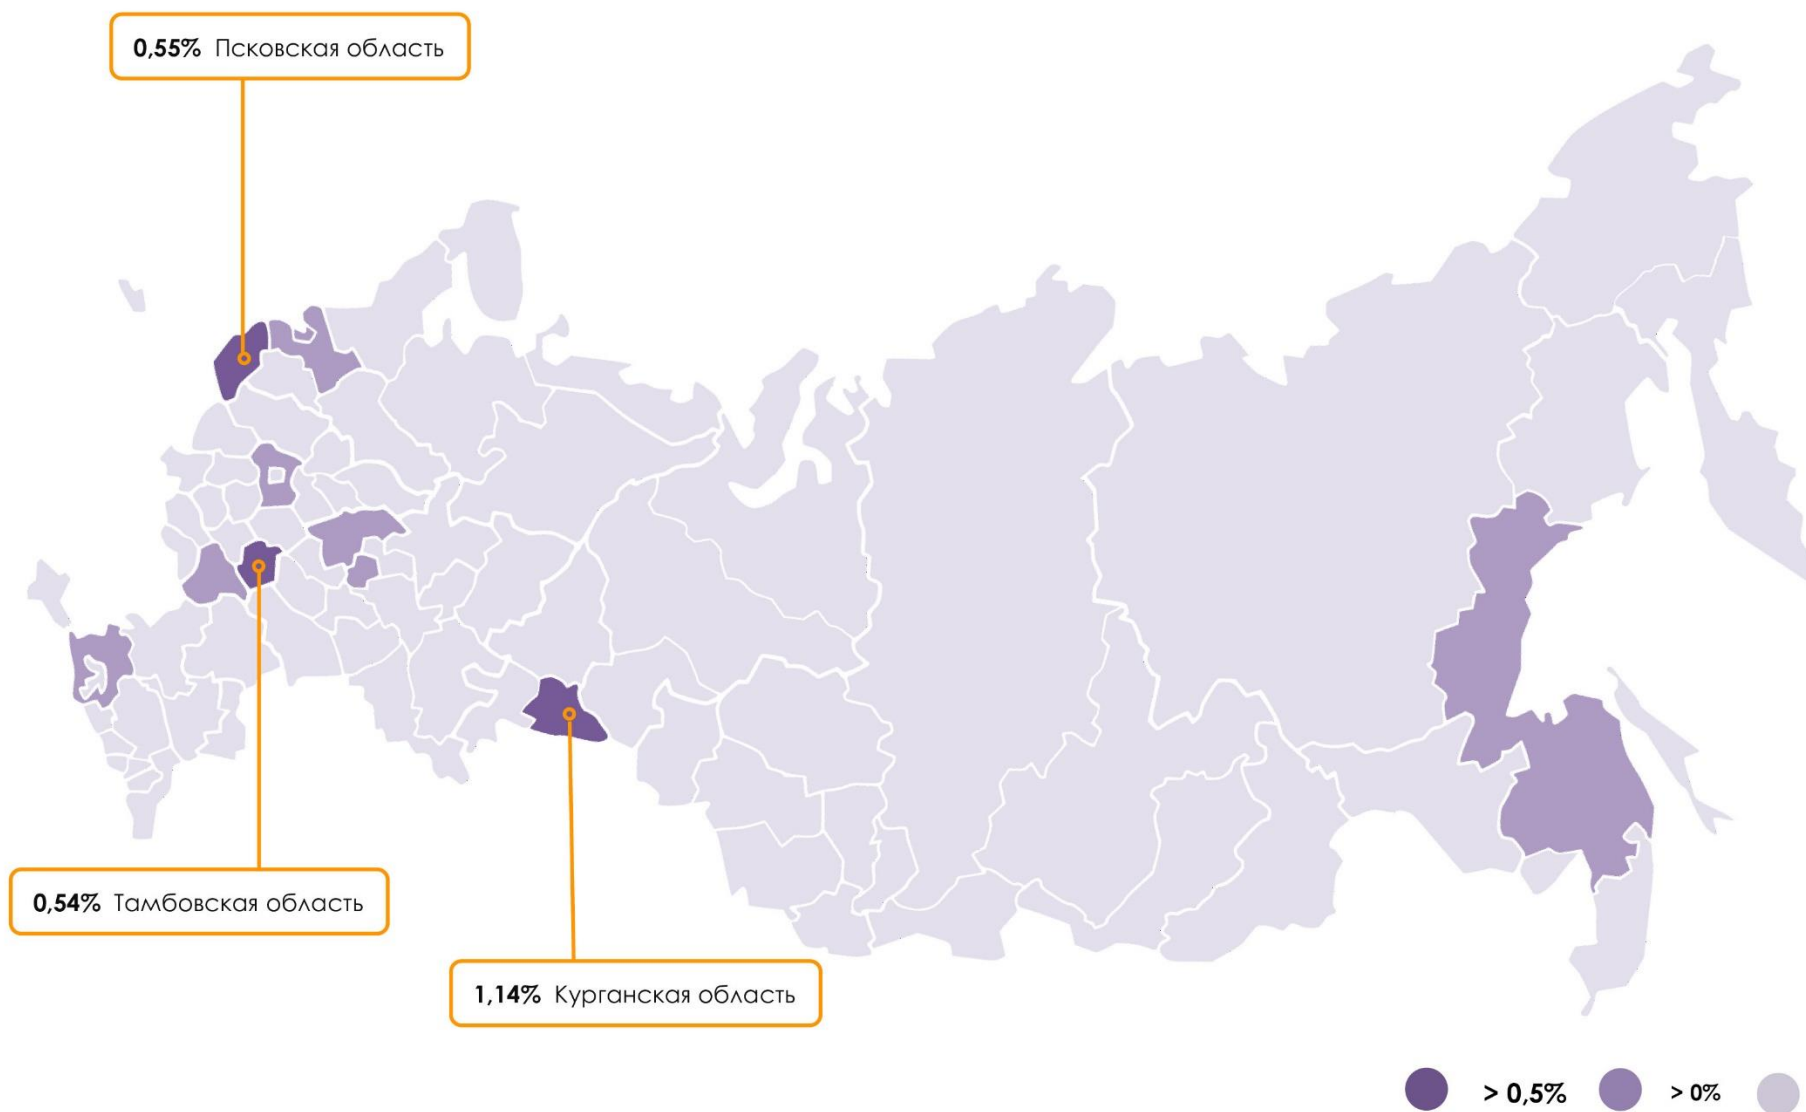 0,55% Псковская область
0,54% Тамбовская область
1,14% Курганская область
> 0,5% > 0%